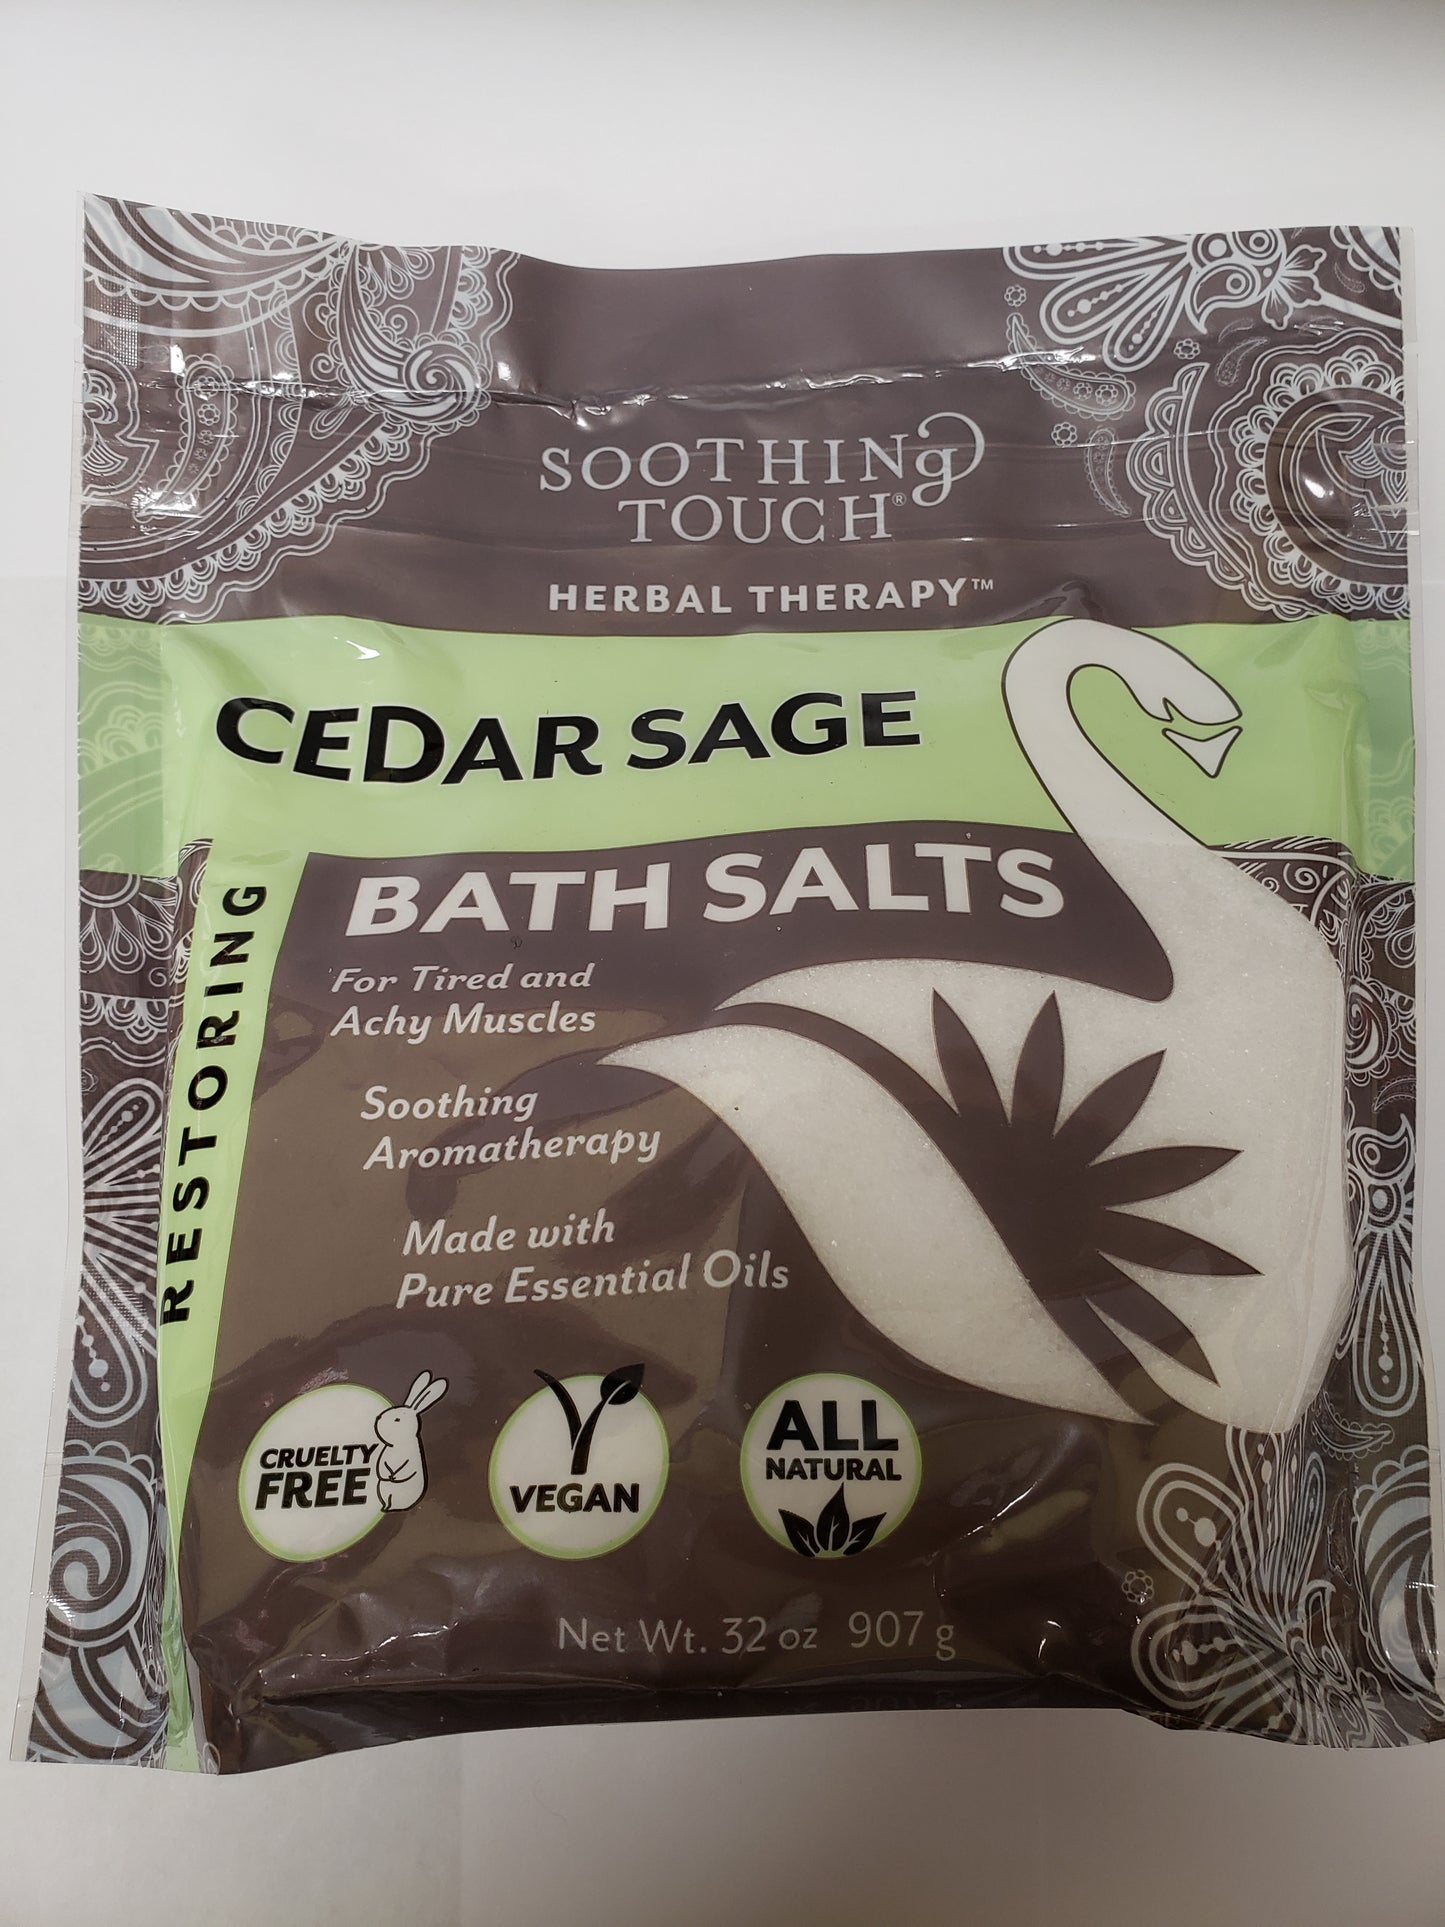 SOOTHING
TOUCH®
HERBAL THERAPY™
CEDAR SAGE
BATH SALTS
RESTORING
For Tired and
Achy Muscles
Soothing
Aromatherapy
Made with
Pure Essential Oils
CRUELTY
FREE
VEGAN
ALL
NATURAL
Net Wt. 32 oz 907 g